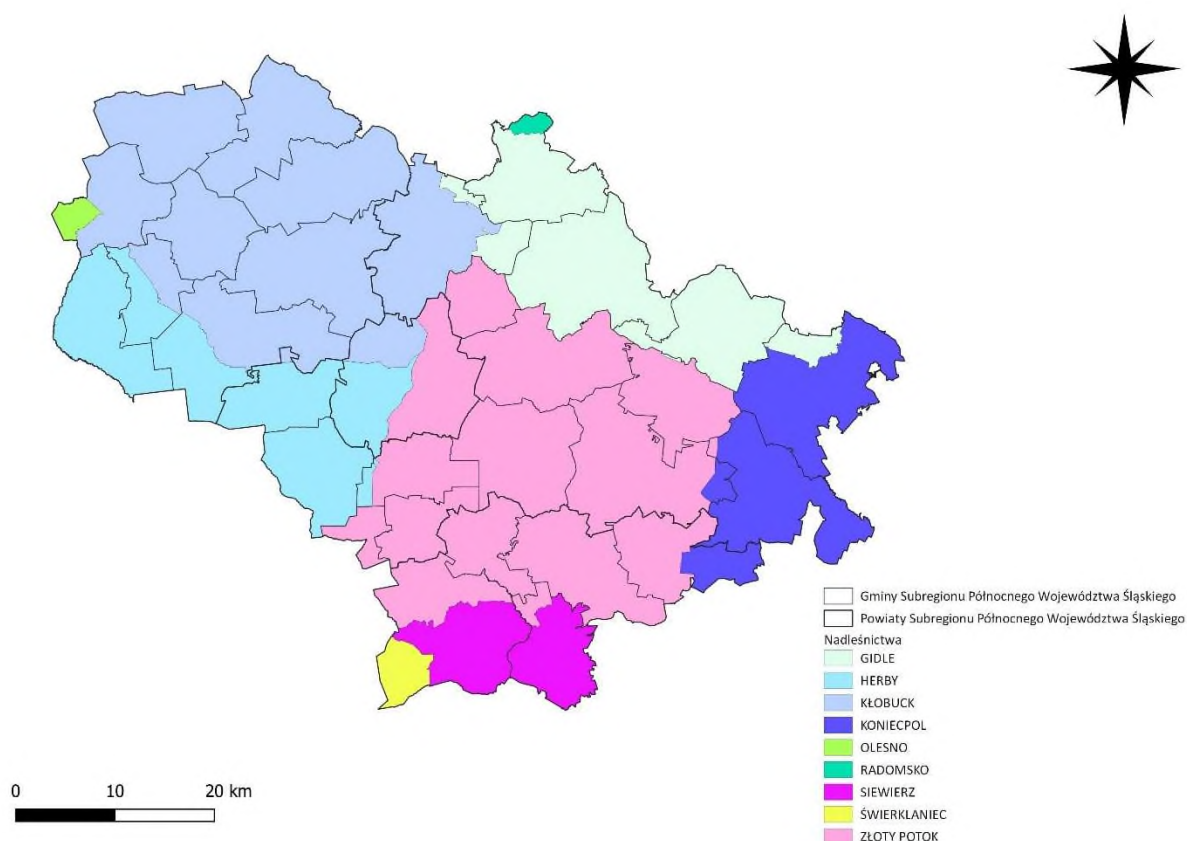 0 10 20 km
Gminy Subregionu Północnego Województwa Śląskiego
Powiaty Subregionu Północnego Województwa Śląskiego
Nadleśnictwa
GIDLE
HERBY
KŁOBUCK
KONIECPOL
OLESNO
RADOMSKO
SIEWIERZ
ŚWIERKLANIEC
ZŁOTY POTOK